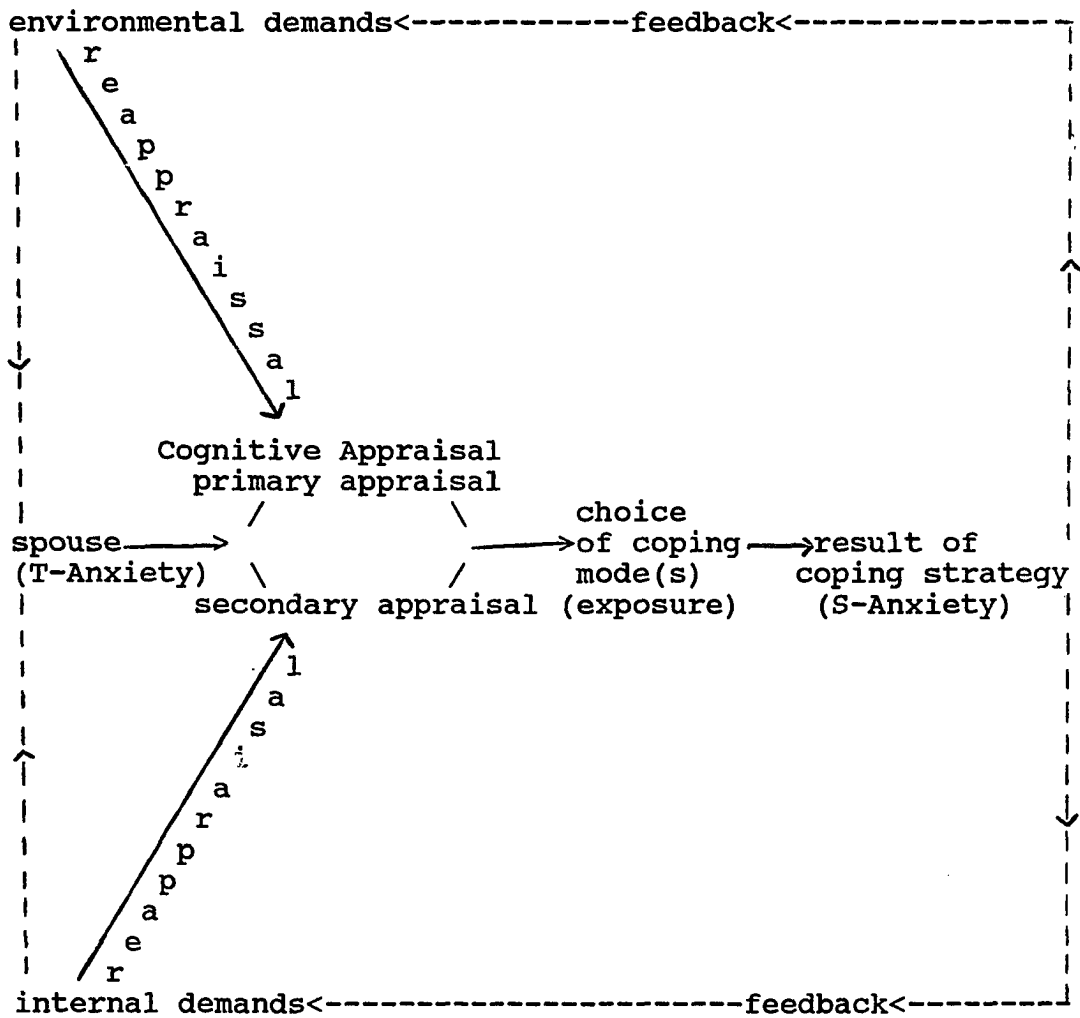 environmental demands<------------feedback<----------------
reappraissal
Cognitive Appraisal
primary appraisal
choice
spouse of coping result of
(T-Anxiety) mode(s) coping strategy
secondary appraisal (exposure) (S-Anxiety)
reappraisal
internal demands<-----------------------feedback<---------